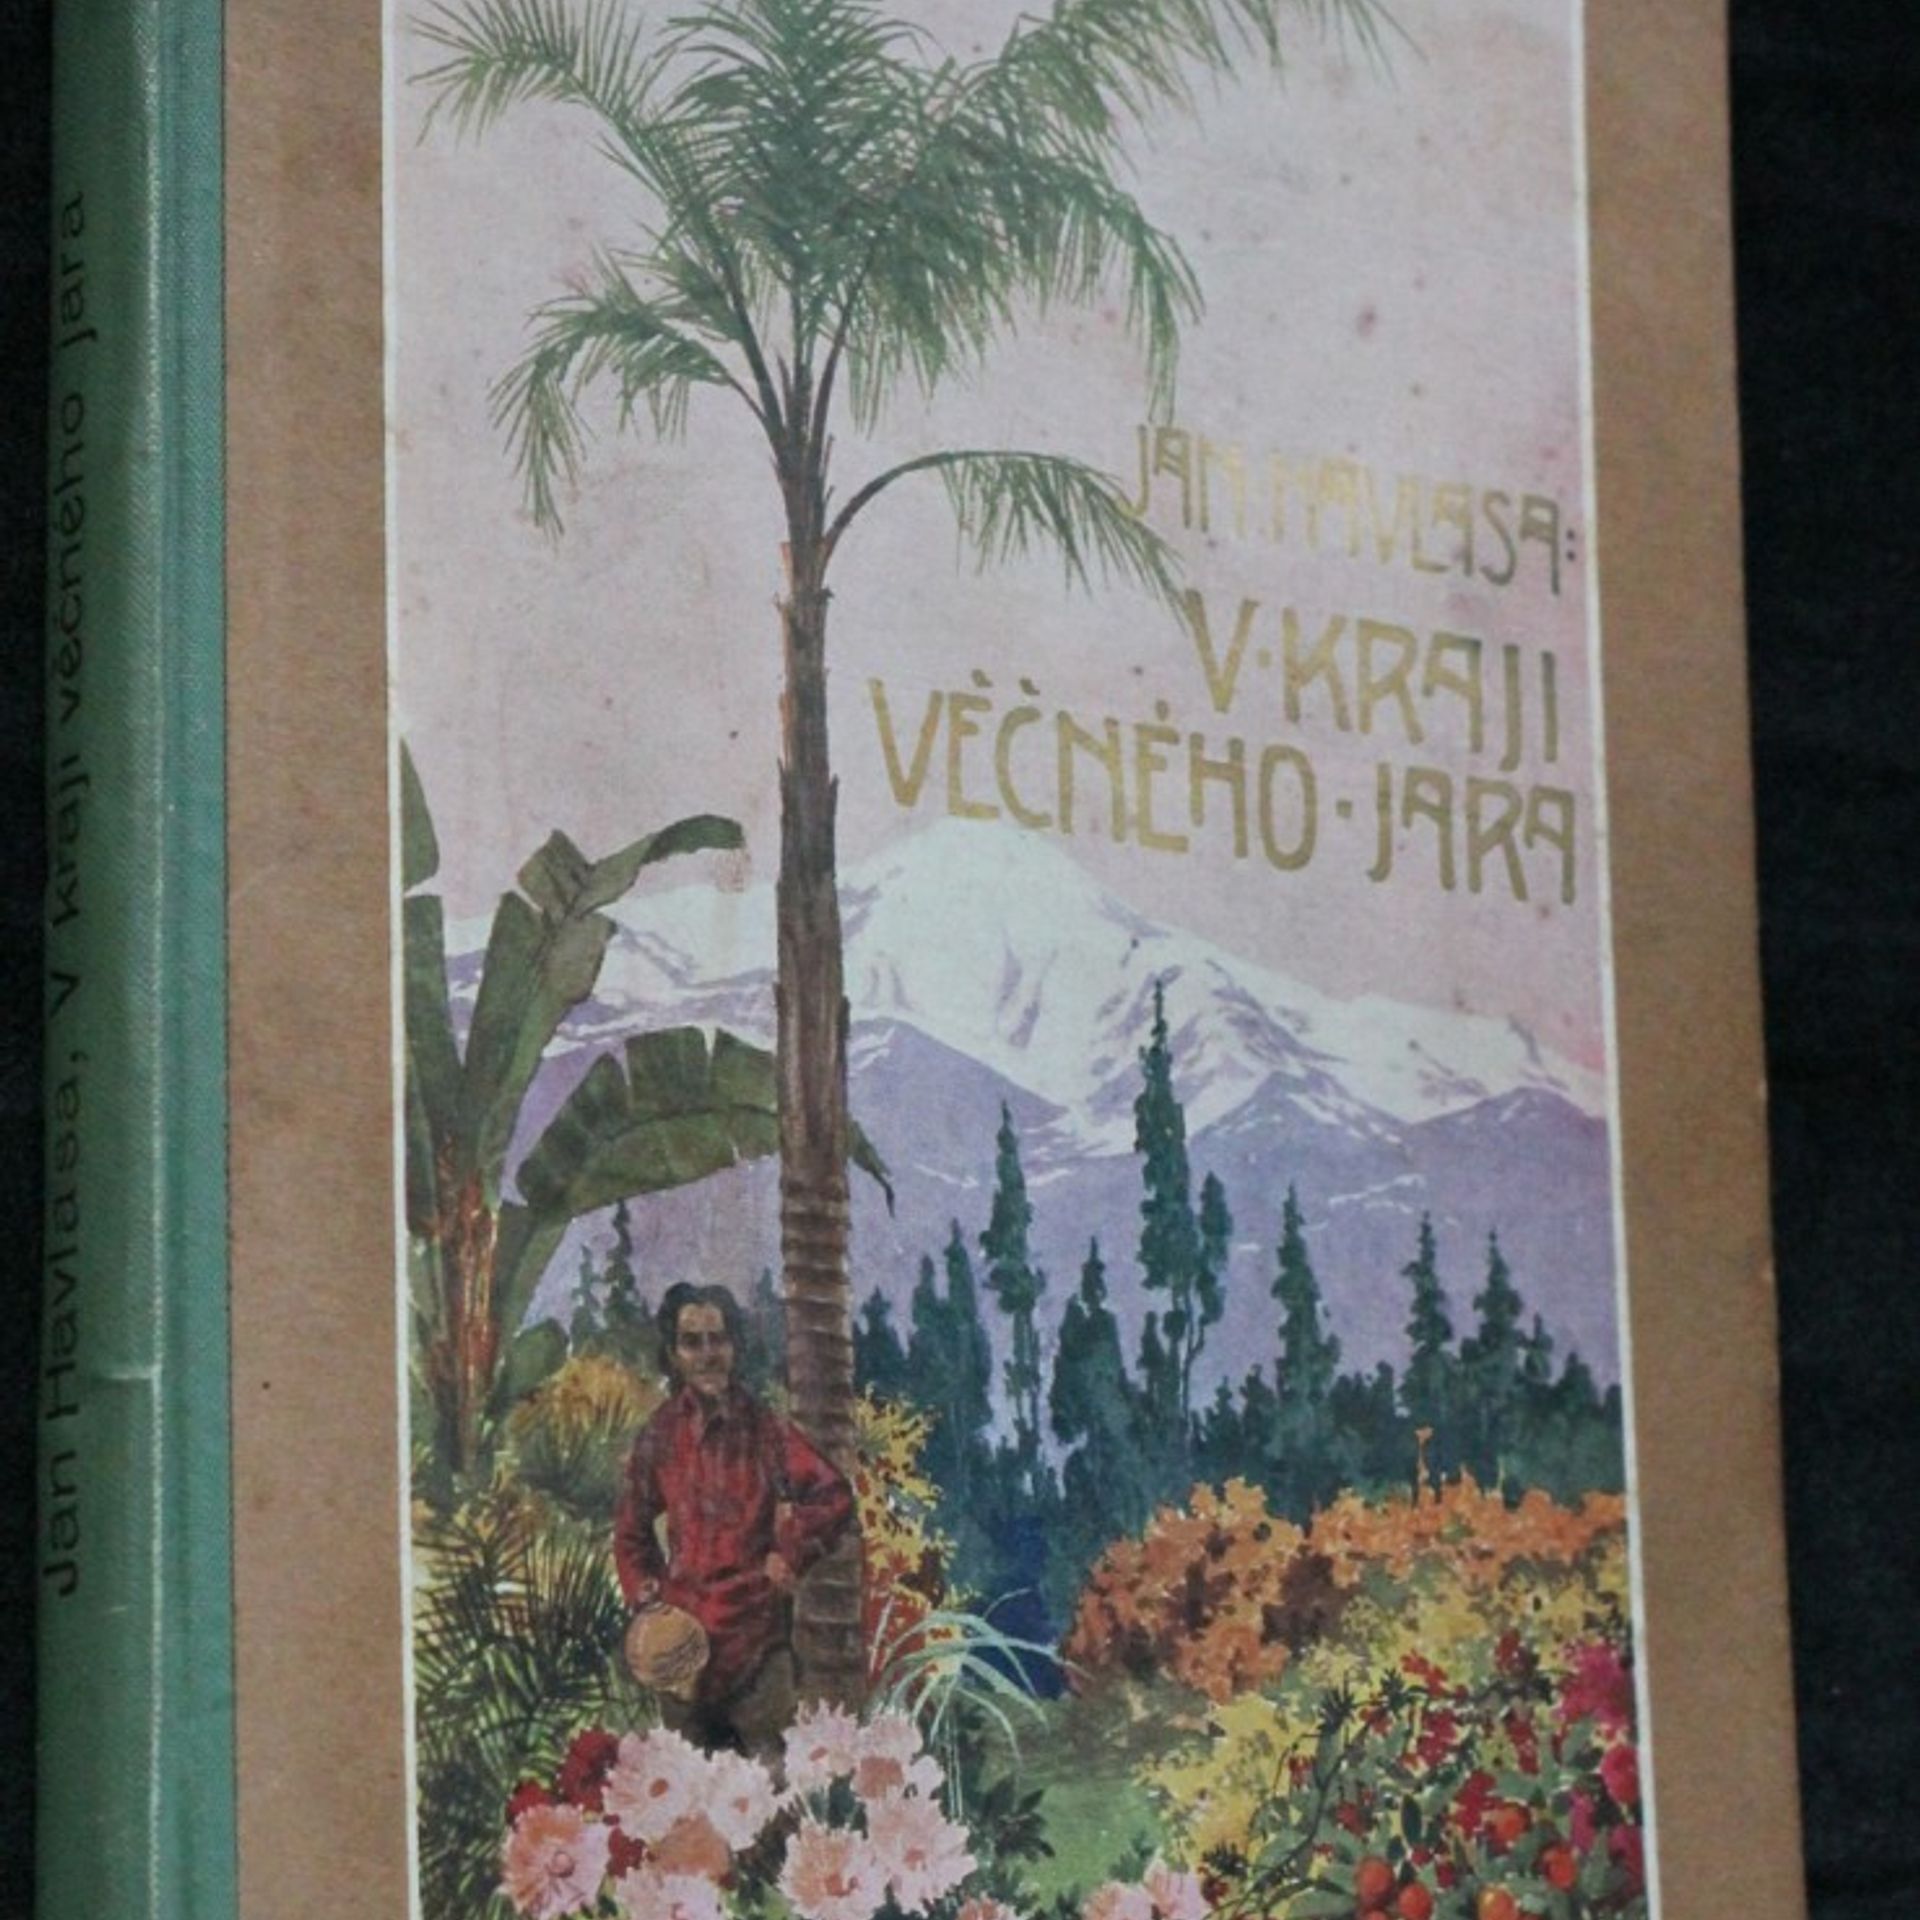 Jan Havlasa, V kraji věčného jara
JAN·HAVLASA:
V·KRAJI
VĚČNÉHO·JARA